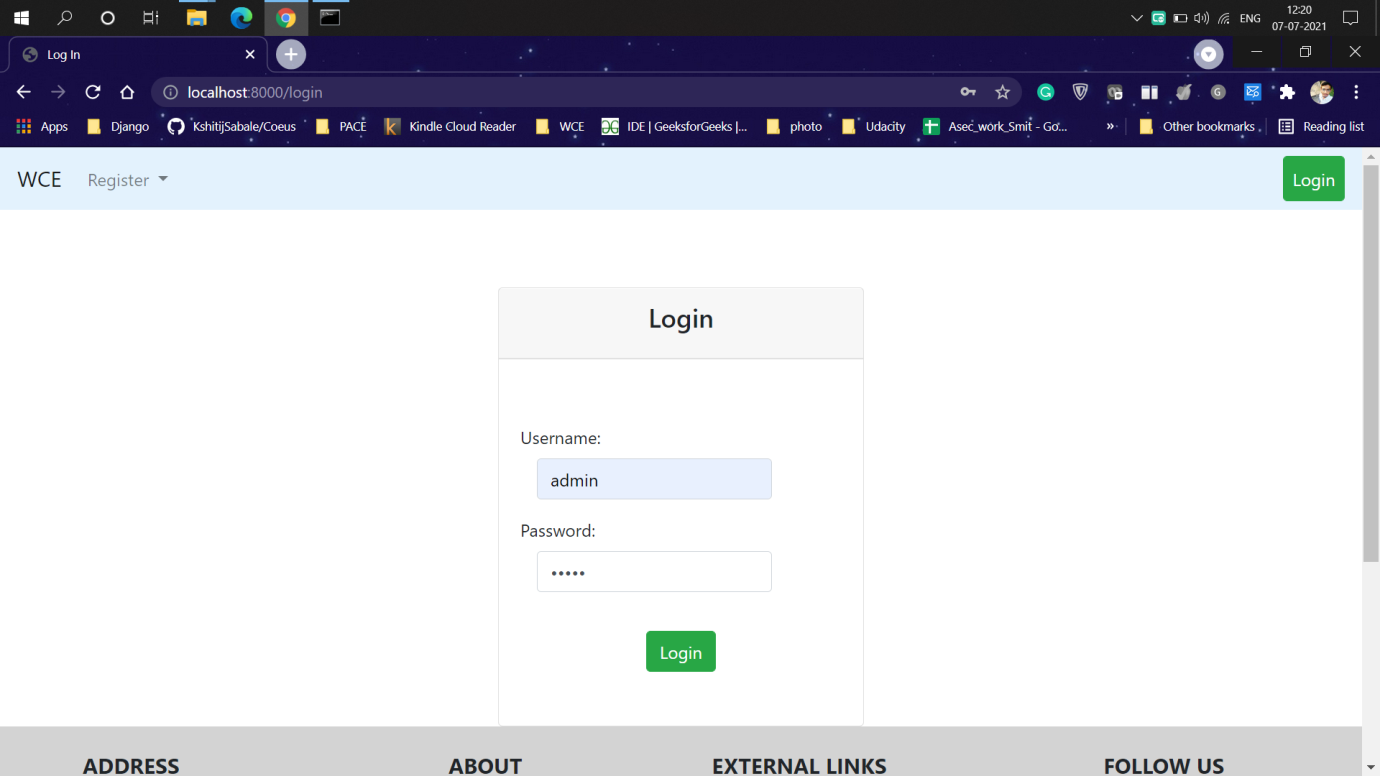 ENG
12:20
07-07-2021
Log In
localhost:8000/login
Apps Django KshitijSabale/Coeus PACE Kindle Cloud Reader WCE IDE | GeeksforGeeks |... photo Udacity Asec_work_Smit - Go... » Other bookmarks Reading list
WCE Register Login
Login
Username:
admin
Password:
•••••
Login
ADDRESS ABOUT EXTERNAL LINKS FOLLOW US